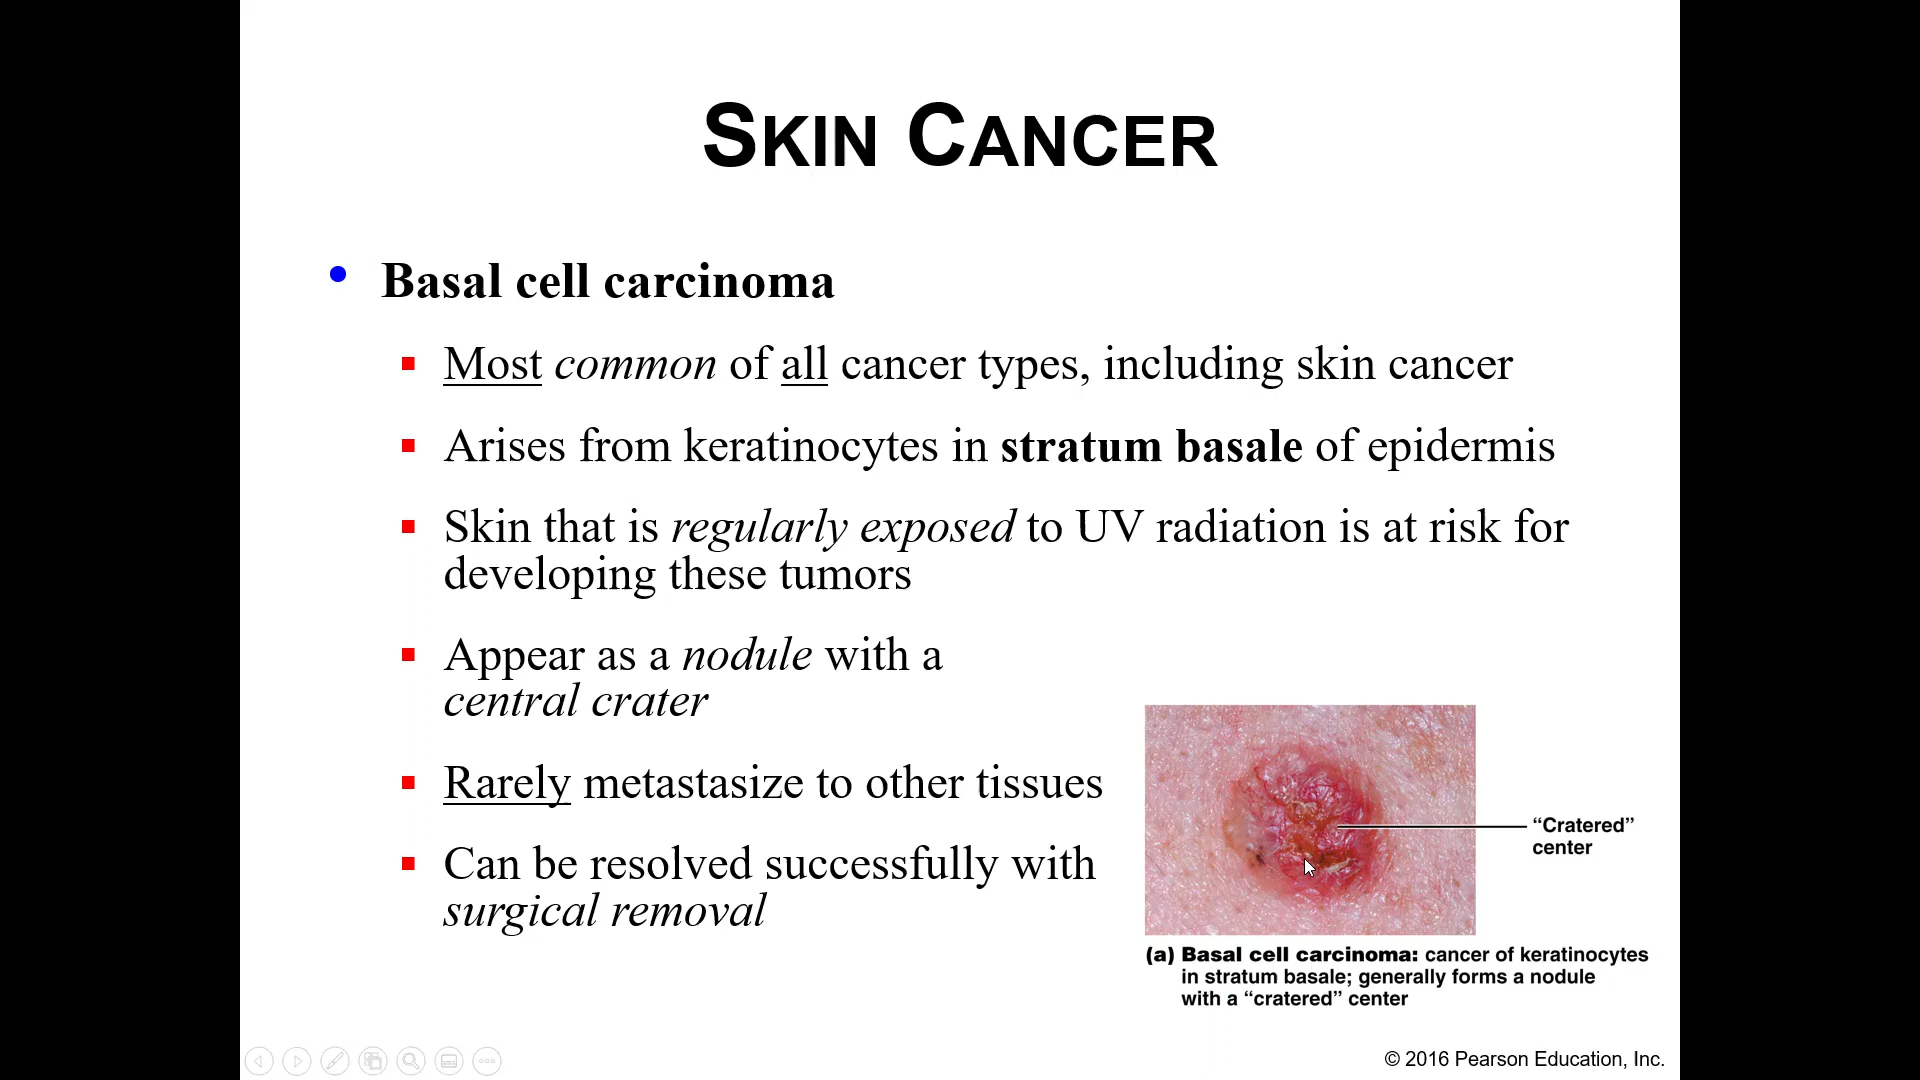 SKIN CANCER
• Basal cell carcinoma
▪ Most common of all cancer types, including skin cancer
▪ Arises from keratinocytes in stratum basale of epidermis
▪ Skin that is regularly exposed to UV radiation is at risk for
developing these tumors
▪ Appear as a nodule with a
central crater
▪ Rarely metastasize to other tissues
▪ Can be resolved successfully with
surgical removal
“Cratered”
center
(a) Basal cell carcinoma: cancer of keratinocytes
in stratum basale; generally forms a nodule
with a “cratered” center
© 2016 Pearson Education, Inc.